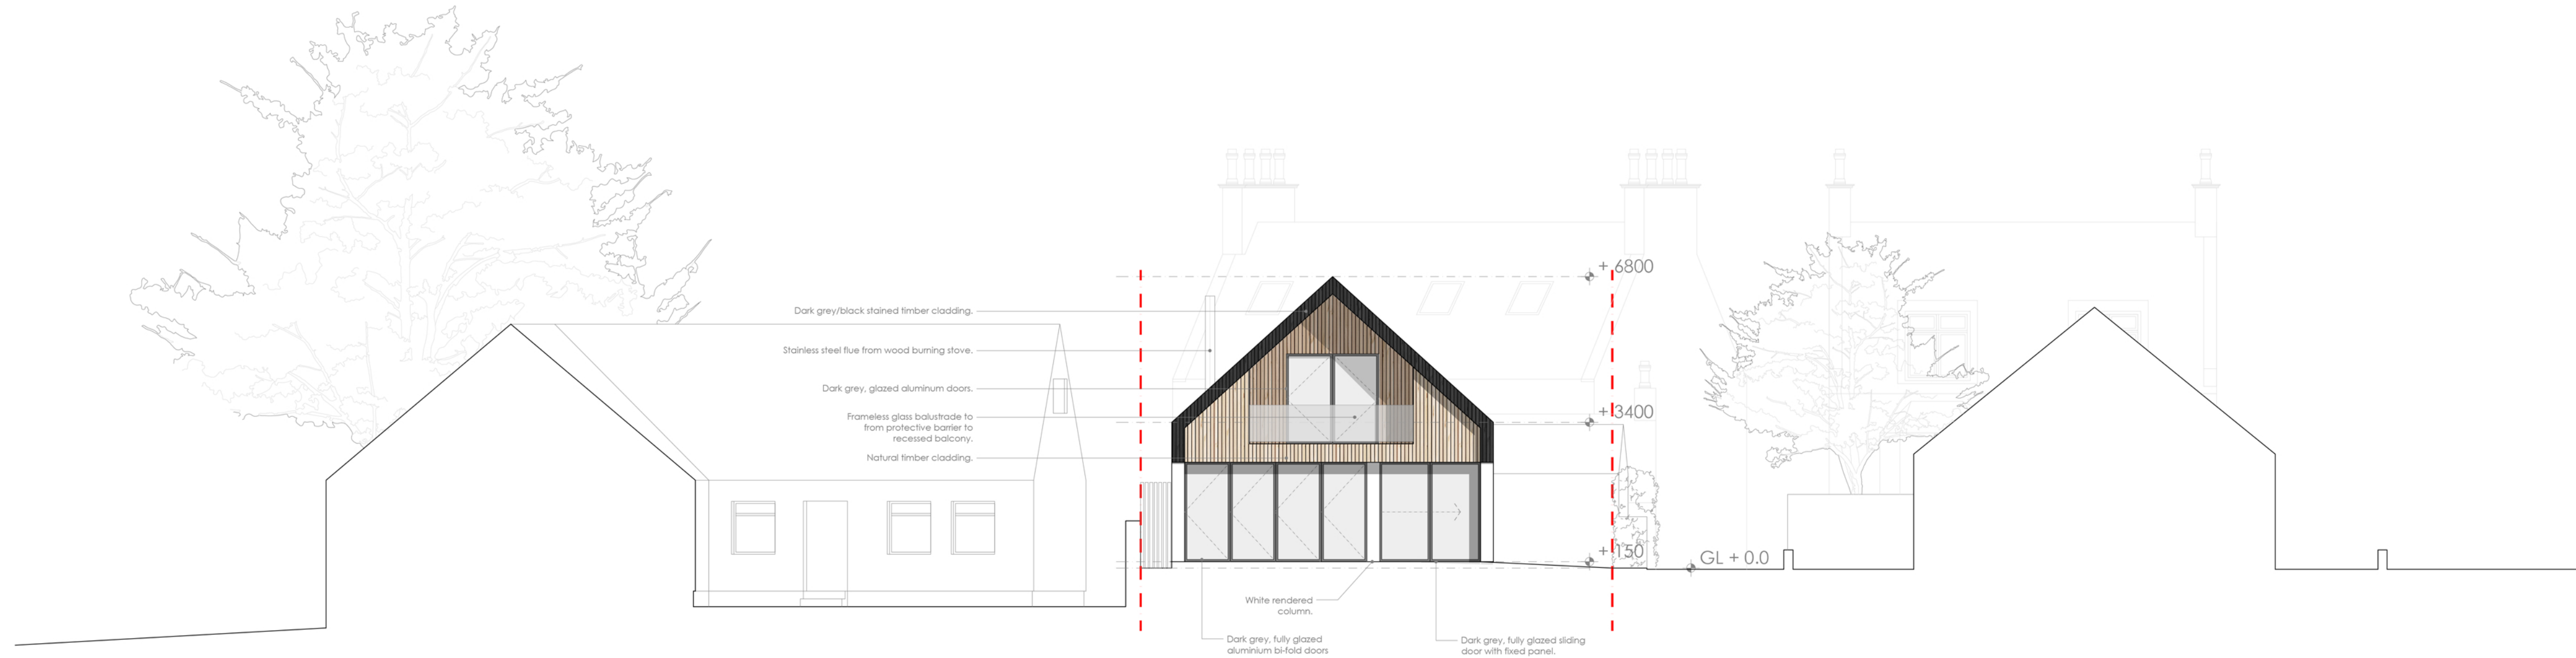 + 6800
Dark grey/black stained timber cladding.
Stainless steel flue from wood burning stove.
Dark grey, glazed aluminum doors.
Frameless glass balustrade to
from protective barrier to
recessed balcony.
+ 3400
Natural timber cladding.
+ 150
GL + 0.0
White rendered
column.
Dark grey, fully glazed
aluminium bi-fold doors
Dark grey, fully glazed sliding
door with fixed panel.